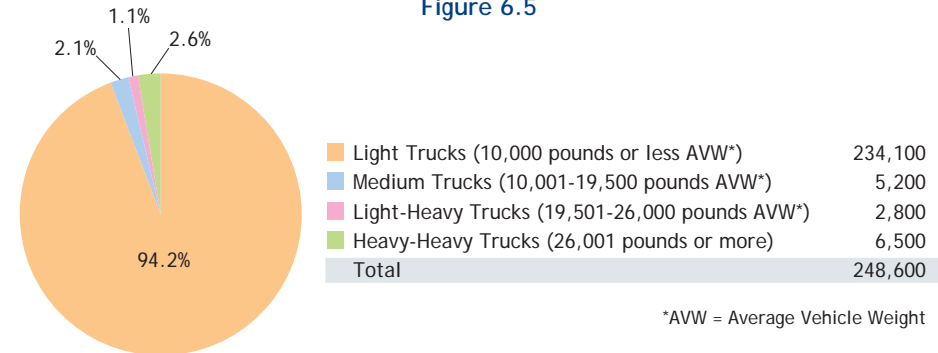 Figure 6.5
1.1%
2.1%
2.6%
94.2%
Light Trucks (10,000 pounds or less AVW*) 234,100
Medium Trucks (10,001-19,500 pounds AVW*) 5,200
Light-Heavy Trucks (19,501-26,000 pounds AVW*) 2,800
Heavy-Heavy Trucks (26,001 pounds or more) 6,500
Total 248,600
*AVW = Average Vehicle Weight